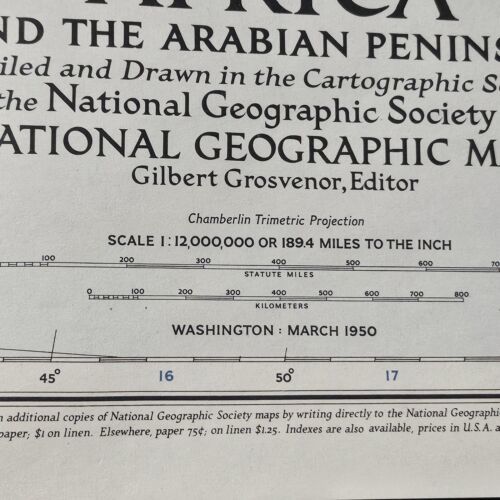 AFRICA
ND THE ARABIAN PENINS
iled and Drawn in the Cartographic S
the National Geographic Society
ATIONAL GEOGRAPHIC M
Gilbert Grosvenor, Editor
Chamberlin Trimetric Projection
SCALE 1:12,000,000 OR 189.4 MILES TO THE INCH
100 200 300 400 500 600 70
STATUTE MILES
0 100 200 300 400 500 600 700 800
KILOMETERS
WASHINGTON : MARCH 1950
45° 16 50° 17
n additional copies of National Geographic Society maps by writing directly to the National Geographic
paper; $1 on linen. Elsewhere, paper 75¢; on linen $1.25. Indexes are also available, prices in U.S.A. a